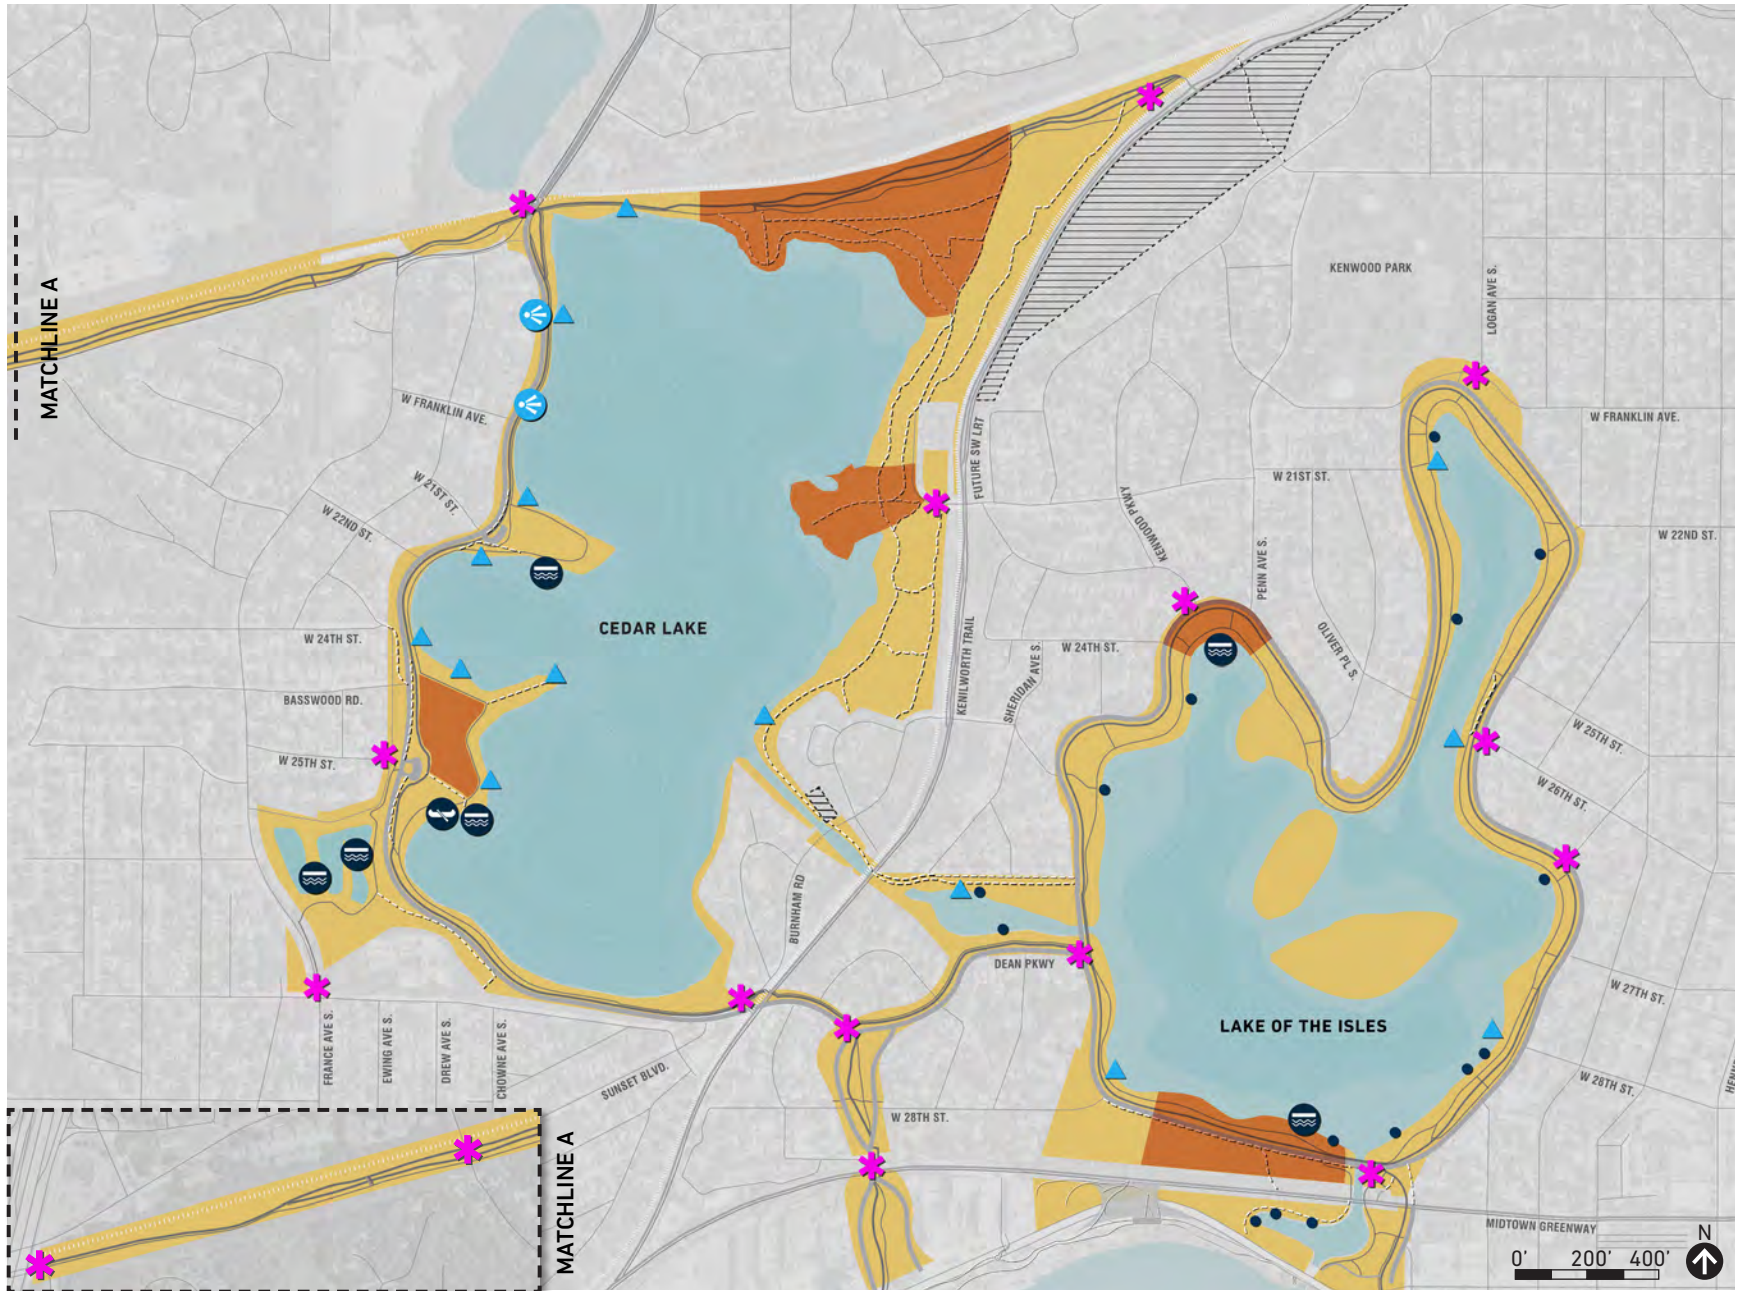 MATCHLINE A
KENWOOD PARK
LOGAN AVE S.
W FRANKLIN AVE.
W FRANKLIN AVE.
FUTURE SW LRT
W 21ST ST.
W 21ST ST.
W 22ND ST.
KENWOOD PKWY
W 22ND ST.
PENN AVE S.
CEDAR LAKE
W 24TH ST.
KENILWORTH TRAIL
W 24TH ST.
OLIVER PL S.
SHERIDAN AVE S.
BASSWOOD RD.
W 25TH ST.
W 25TH ST.
W 26TH ST.
BURNHAM RD
DEAN PKWY
W 27TH ST.
LAKE OF THE ISLES
FRANCE AVE S.
EWING AVE S.
DREW AVE S.
CHOWNE AVE S.
SUNSET BLVD.
W 28TH ST.
W 28TH ST.
MATCHLINE A
MIDTOWN GREENWAY
N
0' 200' 400'